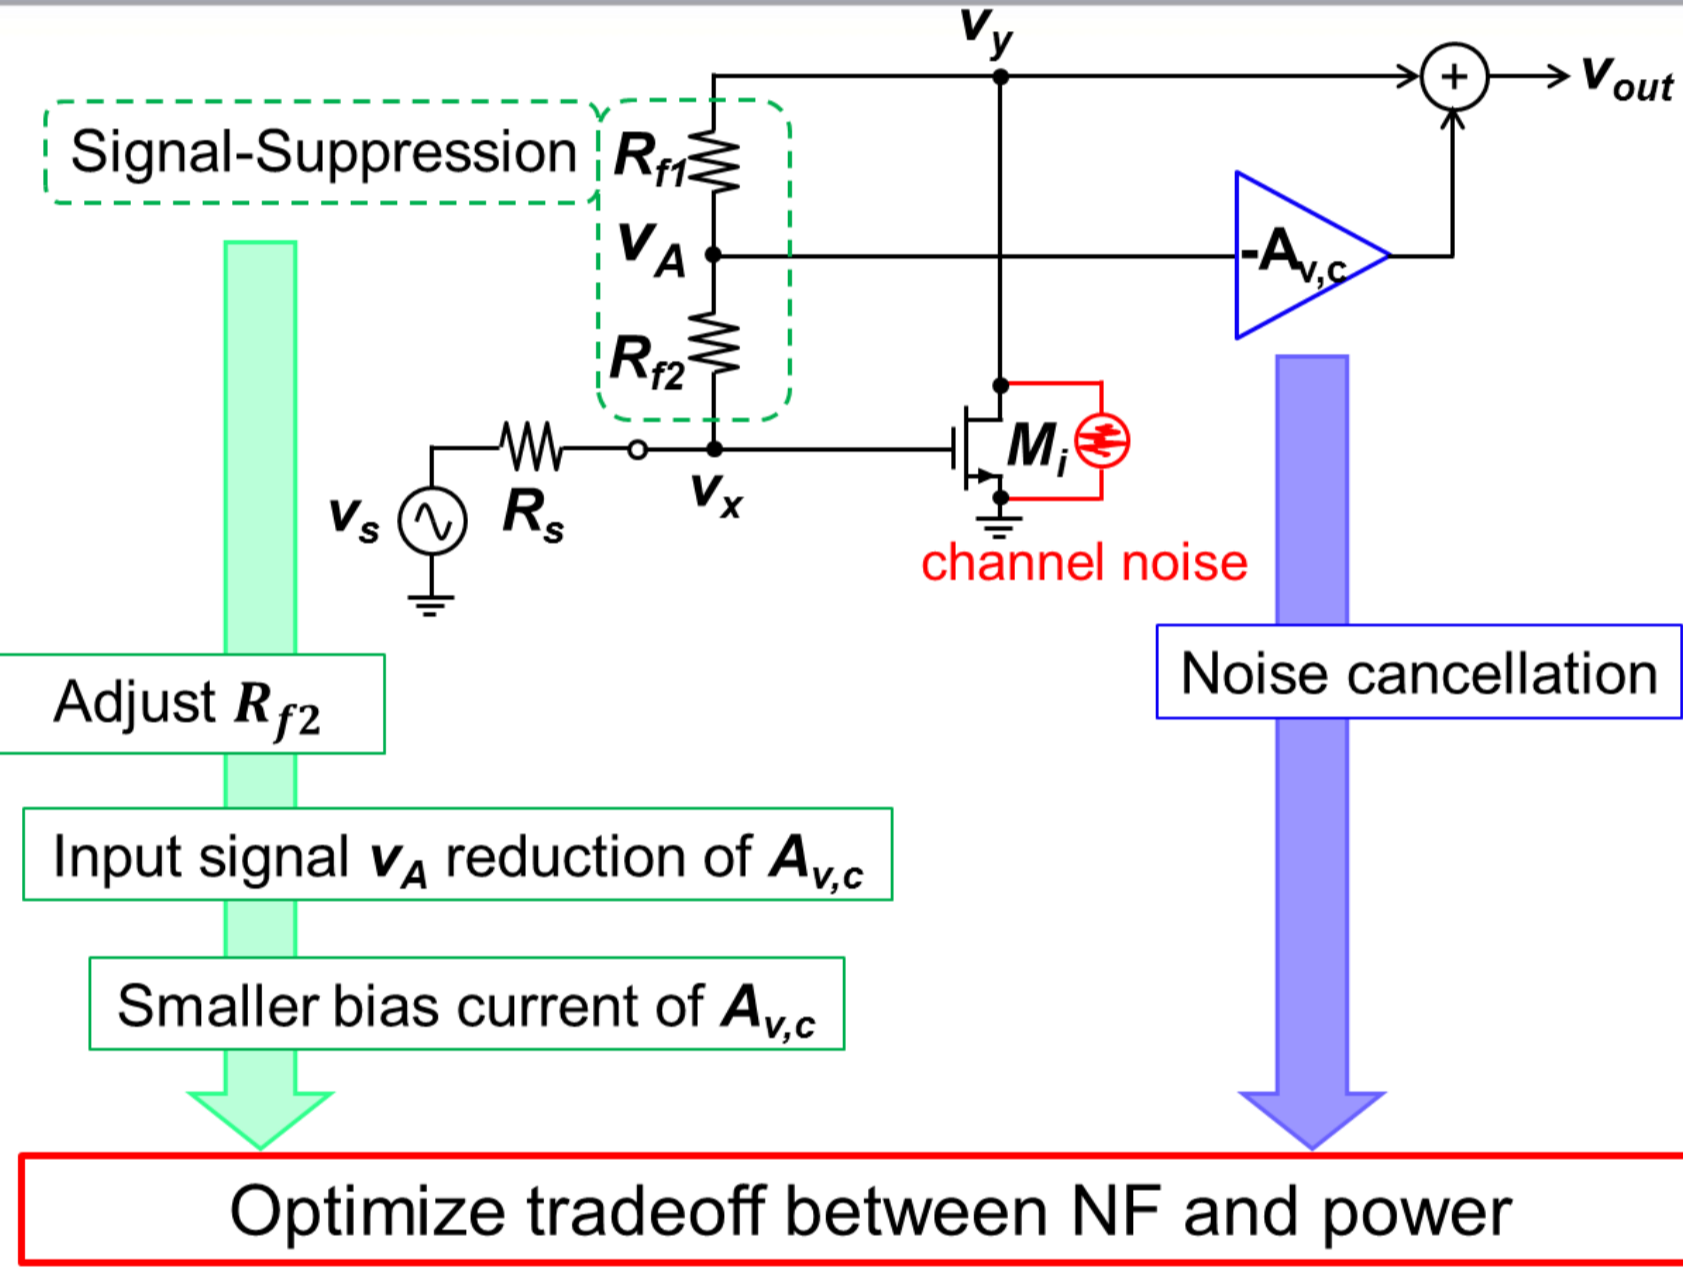 v_y
+
v_out
Signal-Suppression
R_f1
v_A
-A_v,c
R_f2
M_i
v_s
R_s
v_x
channel noise
Adjust R_f2
Noise cancellation
Input signal v_A reduction of A_v,c
Smaller bias current of A_v,c
Optimize tradeoff between NF and power